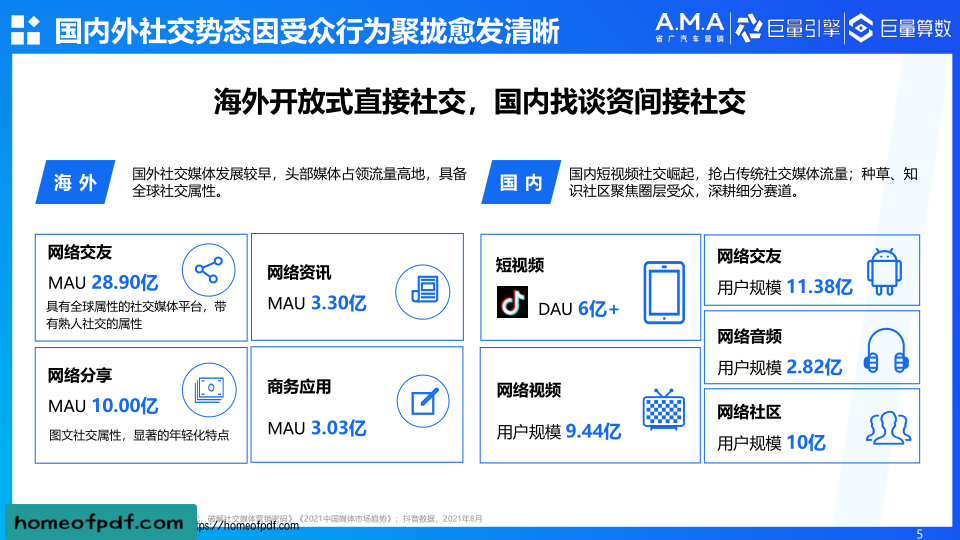 国内外社交势态因受众行为聚拢愈发清晰
A.M.A
省广汽车营销
巨量引擎
巨量算数
海外开放式直接社交，国内找谈资间接社交
海外
国外社交媒体发展较早，头部媒体占领流量高地，具备
全球社交属性。
国内
国内短视频社交崛起，抢占传统社交媒体流量；种草、知
识社区聚焦圈层受众，深耕细分赛道。
网络交友
MAU 28.90亿
具有全球属性的社交媒体平台，带
有熟人社交的属性
网络资讯
MAU 3.30亿
网络分享
MAU 10.00亿
图文社交属性，显著的年轻化特点
商务应用
MAU 3.03亿
短视频
DAU 6亿+
网络视频
用户规模 9.44亿
网络交友
用户规模 11.38亿
网络音频
用户规模 2.82亿
网络社区
用户规模 10亿
破解社交媒体营销密码》《2021中国媒体市场趋势》；抖音数据，2021年8月
homeofpdf.com
ttps://homeofpdf.com
5